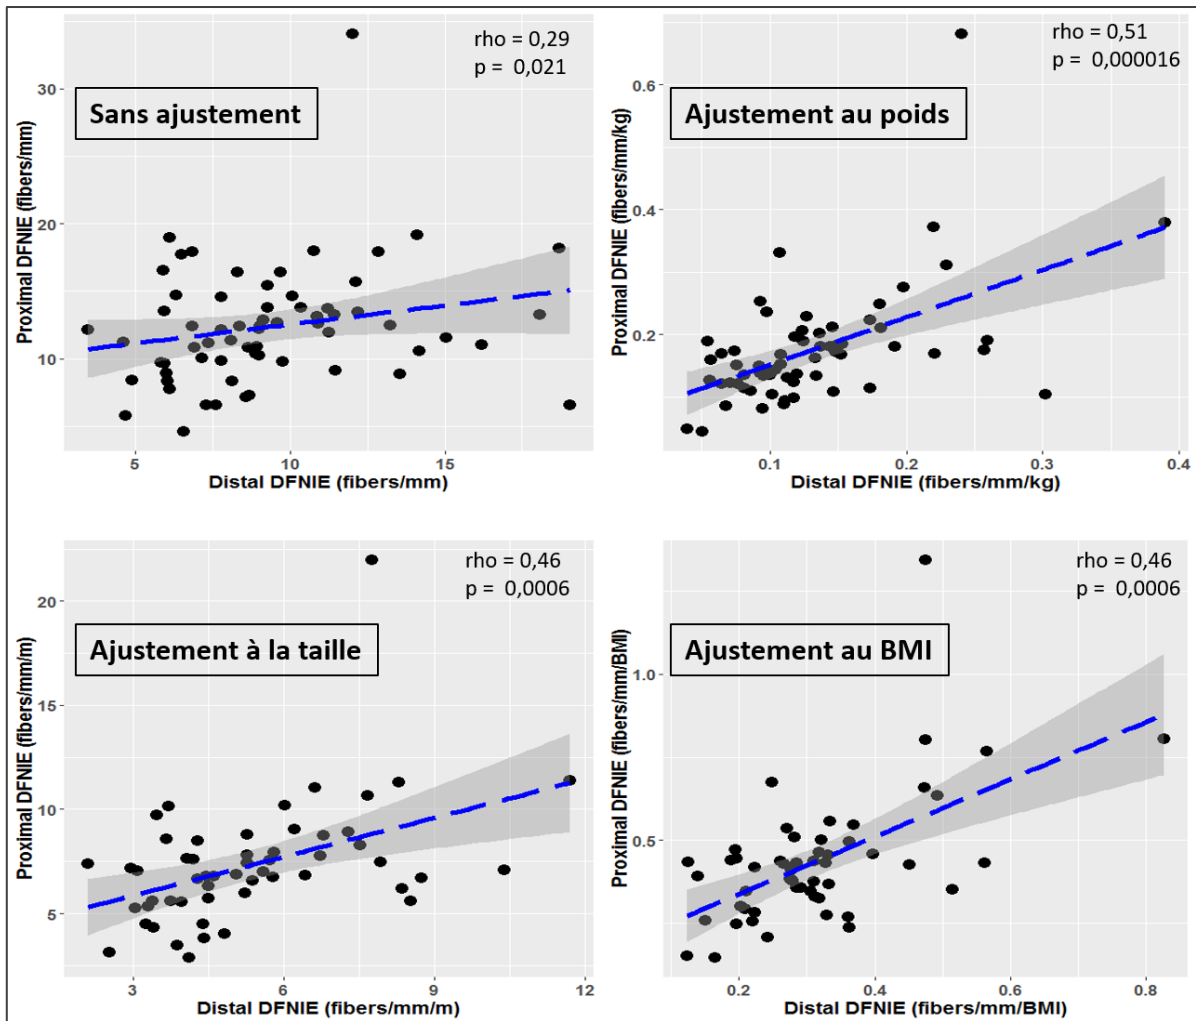 rho = 0,29
p = 0,021
Sans ajustement
30
20
10
Proximal DFNIE (fibers/mm)
5
10
15
Distal DFNIE (fibers/mm)
rho = 0,51
p = 0,000016
Ajustement au poids
0.6
0.4
0.2
Proximal DFNIE (fibers/mm/kg)
0.1
0.2
0.3
0.4
Distal DFNIE (fibers/mm/kg)
rho = 0,46
p = 0,0006
Ajustement à la taille
20
15
10
5
Proximal DFNIE (fibers/mm/m)
3
6
9
12
Distal DFNIE (fibers/mm/m)
rho = 0,46
p = 0,0006
Ajustement au BMI
1.0
0.5
Proximal DFNIE (fibers/mm/BMI)
0.2
0.4
0.6
0.8
Distal DFNIE (fibers/mm/BMI)